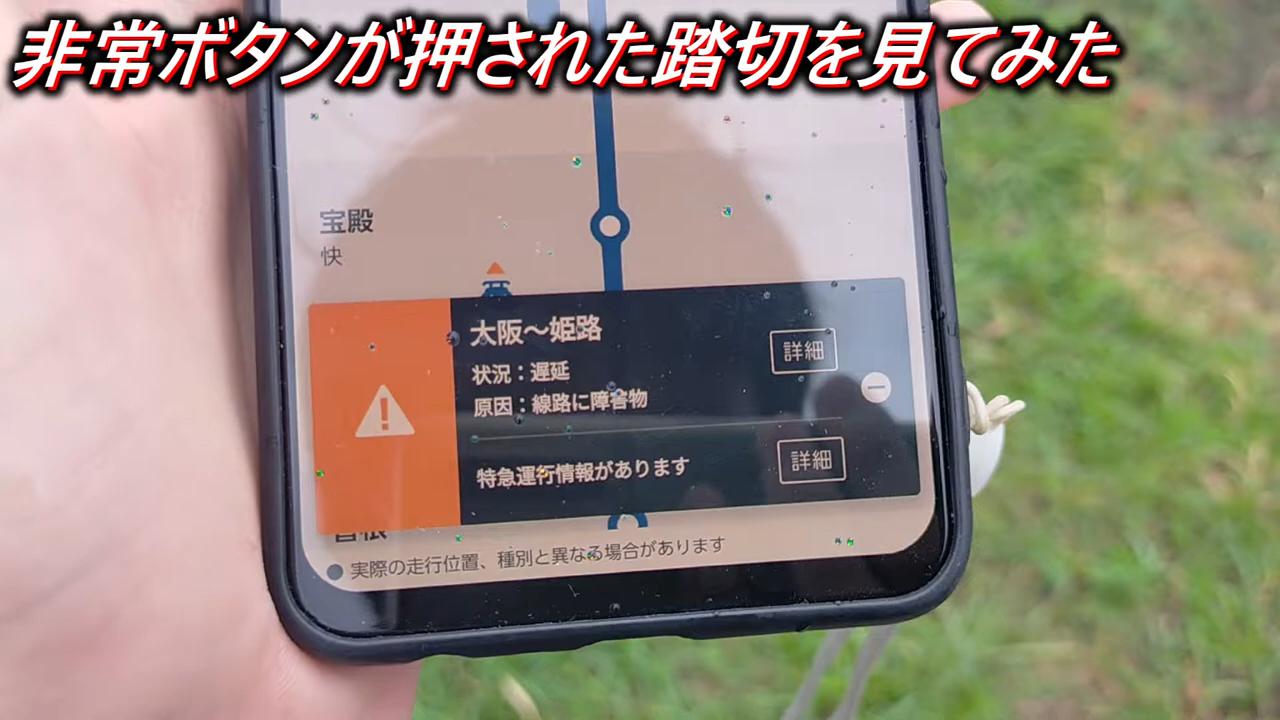 非常ボタンが押された踏切を見てみた
宝殿
快
大阪〜姫路
詳細
状況：遅延
原因：線路に障害物
特急運行情報があります
詳細
●実際の走行位置、種別と異なる場合があります